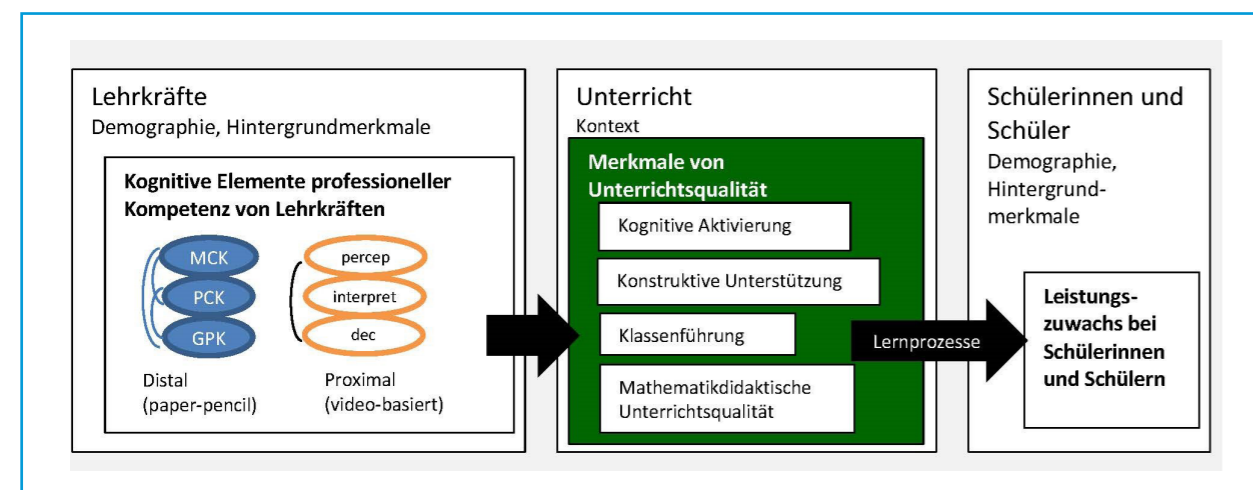 Lehrkräfte
Demographie, Hintergrundmerkmale
Kognitive Elemente professioneller
Kompetenz von Lehrkräften
MCK
PCK
GPK
Distal
(paper-pencil)
percep
interpret
dec
Proximal
(video-basiert)
Unterricht
Kontext
Merkmale von
Unterrichtsqualität
Kognitive Aktivierung
Konstruktive Unterstützung
Klassenführung
Mathematikdidaktische
Unterrichtsqualität
Lernprozesse
Schülerinnen und
Schüler
Demographie,
Hintergrund-
merkmale
Leistungs-
zuwachs bei
Schülerinnen
und Schülern